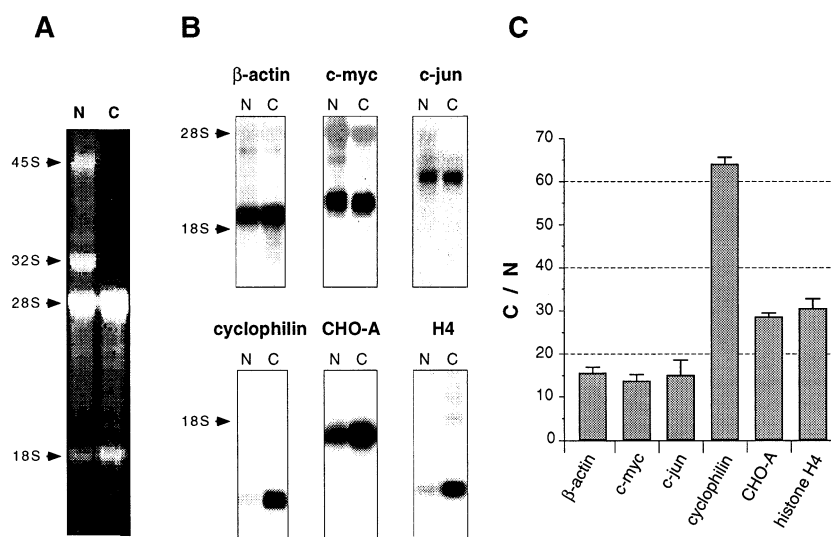 A
N C
45S
32S
28S
18S
B
β-actin c-myc c-jun
N C N C N C
28S
18S
cyclophilin CHO-A H4
N C N C N C
18S
C
C / N
70
60
50
40
30
20
10
0
β-actin
c-myc
c-jun
cyclophilin
CHO-A
histone H4